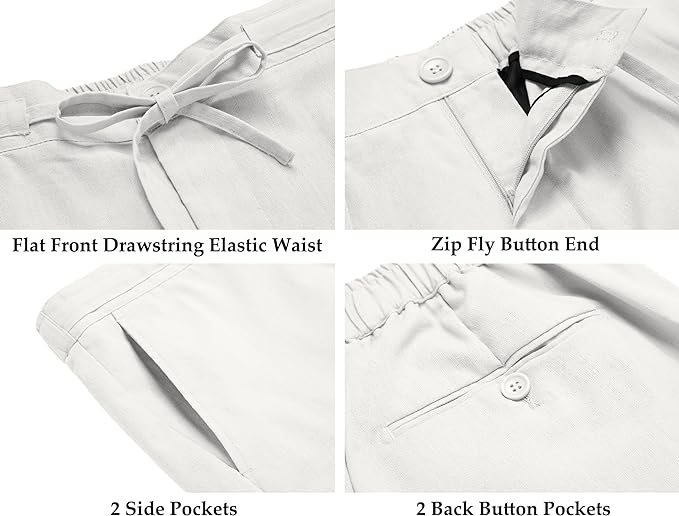 Flat Front Drawstring Elastic Waist
Zip Fly Button End
2 Side Pockets
2 Back Button Pockets